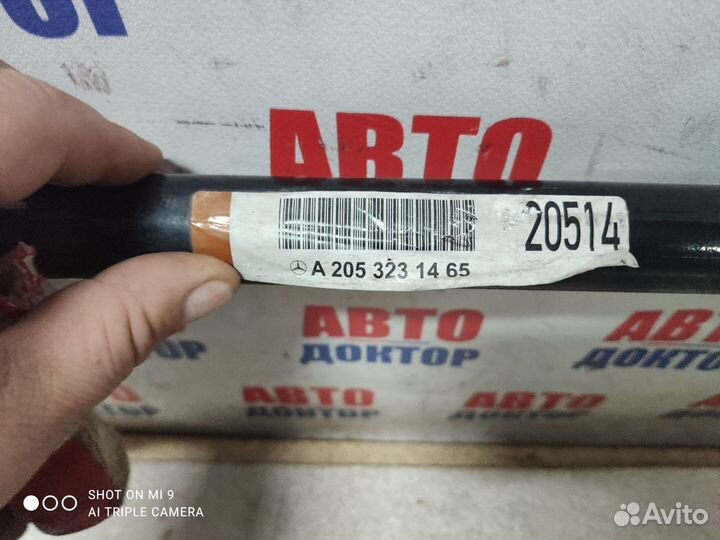 ДОКТОР
АВТО
20514
A 205 323 14 65
АВТО
ДОКТОР
АВТО
ДОКТОР
АВТО
ДОКТОР
АВТО
ДОКТОР
SHOT ON MI 9
AI TRIPLE CAMERA
Avito